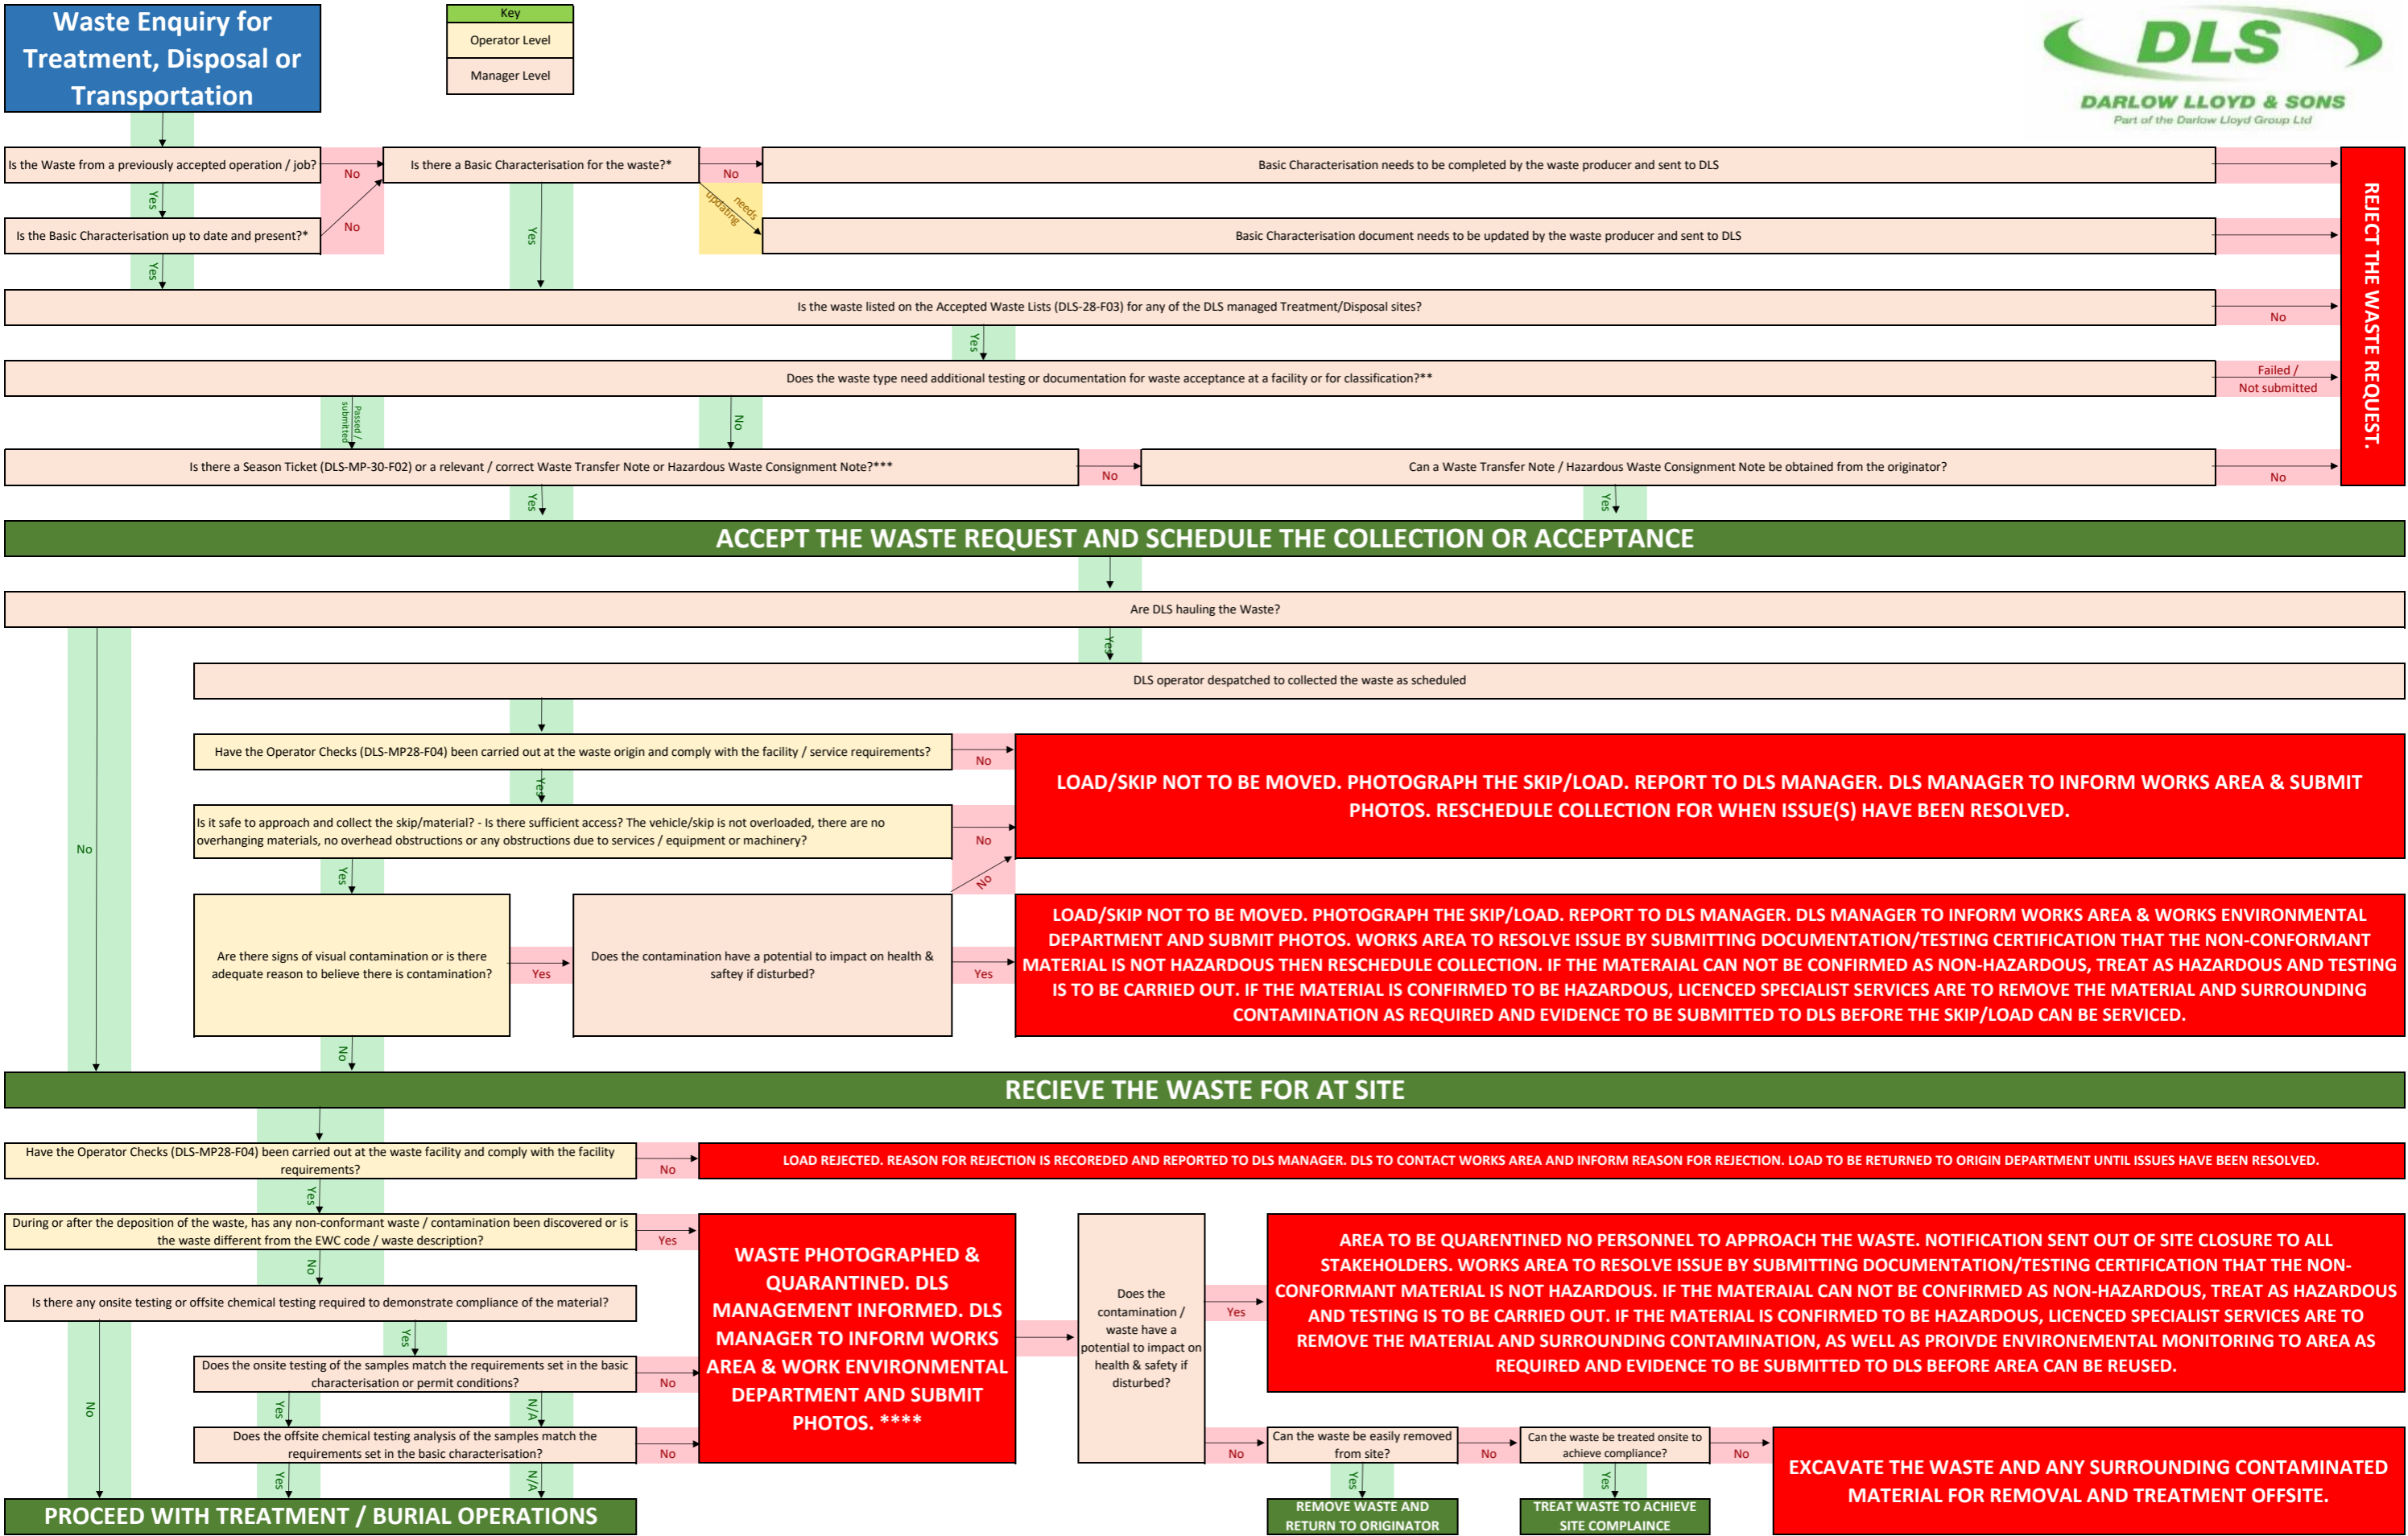 Waste Enquiry for
Treatment, Disposal or
Transportation
Key
Operator Level
Manager Level
DLS
DARLOW LLOYD & SONS
Part of the Darlow Lloyd Group Ltd
Is the Waste from a previously accepted operation / job?
No
Is there a Basic Characterisation for the waste?*
No
Basic Characterisation needs to be completed by the waste producer and sent to DLS
REJECT THE WASTE REQUEST.
Yes
needs
updating
Is the Basic Characterisation up to date and present?*
No
Yes
Basic Characterisation document needs to be updated by the waste producer and sent to DLS
Yes
Is the waste listed on the Accepted Waste Lists (DLS-28-F03) for any of the DLS managed Treatment/Disposal sites?
No
Yes
Does the waste type need additional testing or documentation for waste acceptance at a facility or for classification?**
Failed /
Not submitted
Passed /
submitted
No
Is there a Season Ticket (DLS-MP-30-F02) or a relevant / correct Waste Transfer Note or Hazardous Waste Consignment Note?***
No
Can a Waste Transfer Note / Hazardous Waste Consignment Note be obtained from the originator?
No
Yes
Yes
ACCEPT THE WASTE REQUEST AND SCHEDULE THE COLLECTION OR ACCEPTANCE
Are DLS hauling the Waste?
Yes
DLS operator despatched to collected the waste as scheduled
Have the Operator Checks (DLS-MP28-F04) been carried out at the waste origin and comply with the facility / service requirements?
No
LOAD/SKIP NOT TO BE MOVED. PHOTOGRAPH THE SKIP/LOAD. REPORT TO DLS MANAGER. DLS MANAGER TO INFORM WORKS AREA & SUBMIT
PHOTOS. RESCHEDULE COLLECTION FOR WHEN ISSUE(S) HAVE BEEN RESOLVED.
Yes
Is it safe to approach and collect the skip/material? - Is there sufficient access? The vehicle/skip is not overloaded, there are no
overhanging materials, no overhead obstructions or any obstructions due to services / equipment or machinery?
No
No
Yes
No
Are there signs of visual contamination or is there
adequate reason to believe there is contamination?
Yes
Does the contamination have a potential to impact on health &
saftey if disturbed?
Yes
LOAD/SKIP NOT TO BE MOVED. PHOTOGRAPH THE SKIP/LOAD. REPORT TO DLS MANAGER. DLS MANAGER TO INFORM WORKS AREA & WORKS ENVIRONMENTAL
DEPARTMENT AND SUBMIT PHOTOS. WORKS AREA TO RESOLVE ISSUE BY SUBMITTING DOCUMENTATION/TESTING CERTIFICATION THAT THE NON-CONFORMANT
MATERIAL IS NOT HAZARDOUS THEN RESCHEDULE COLLECTION. IF THE MATERAIAL CAN NOT BE CONFIRMED AS NON-HAZARDOUS, TREAT AS HAZARDOUS AND TESTING
IS TO BE CARRIED OUT. IF THE MATERIAL IS CONFIRMED TO BE HAZARDOUS, LICENCED SPECIALIST SERVICES ARE TO REMOVE THE MATERIAL AND SURROUNDING
CONTAMINATION AS REQUIRED AND EVIDENCE TO BE SUBMITTED TO DLS BEFORE THE SKIP/LOAD CAN BE SERVICED.
No
RECIEVE THE WASTE FOR AT SITE
Have the Operator Checks (DLS-MP28-F04) been carried out at the waste facility and comply with the facility
requirements?
No
LOAD REJECTED. REASON FOR REJECTION IS RECOREDED AND REPORTED TO DLS MANAGER. DLS TO CONTACT WORKS AREA AND INFORM REASON FOR REJECTION. LOAD TO BE RETURNED TO ORIGIN DEPARTMENT UNTIL ISSUES HAVE BEEN RESOLVED.
Yes
During or after the deposition of the waste, has any non-conformant waste / contamination been discovered or is
the waste different from the EWC code / waste description?
Yes
No
WASTE PHOTOGRAPHED &
QUARANTINED. DLS
MANAGEMENT INFORMED. DLS
MANAGER TO INFORM WORKS
AREA & WORK ENVIRONMENTAL
DEPARTMENT AND SUBMIT
PHOTOS. ****
Does the
contamination /
waste have a
potential to impact on
health & safety if
disturbed?
Yes
AREA TO BE QUARENTINED NO PERSONNEL TO APPROACH THE WASTE. NOTIFICATION SENT OUT OF SITE CLOSURE TO ALL
STAKEHOLDERS. WORKS AREA TO RESOLVE ISSUE BY SUBMITTING DOCUMENTATION/TESTING CERTIFICATION THAT THE NON-
CONFORMANT MATERIAL IS NOT HAZARDOUS. IF THE MATERAIAL CAN NOT BE CONFIRMED AS NON-HAZARDOUS, TREAT AS HAZARDOUS
AND TESTING IS TO BE CARRIED OUT. IF THE MATERIAL IS CONFIRMED TO BE HAZARDOUS, LICENCED SPECIALIST SERVICES ARE TO
REMOVE THE MATERIAL AND SURROUNDING CONTAMINATION, AS WELL AS PROIVDE ENVIRONEMENTAL MONITORING TO AREA AS
REQUIRED AND EVIDENCE TO BE SUBMITTED TO DLS BEFORE AREA CAN BE REUSED.
Is there any onsite testing or offsite chemical testing required to demonstrate compliance of the material?
Yes
No
Does the onsite testing of the samples match the requirements set in the basic
characterisation or permit conditions?
No
Yes
N/A
Does the offsite chemical testing analysis of the samples match the
requirements set in the basic characterisation?
No
Yes
N/A
No
Can the waste be easily removed
from site?
No
Can the waste be treated onsite to
achieve compliance?
No
EXCAVATE THE WASTE AND ANY SURROUNDING CONTAMINATED
MATERIAL FOR REMOVAL AND TREATMENT OFFSITE.
Yes
Yes
PROCEED WITH TREATMENT / BURIAL OPERATIONS
REMOVE WASTE AND
RETURN TO ORIGINATOR
TREAT WASTE TO ACHIEVE
SITE COMPLAINCE